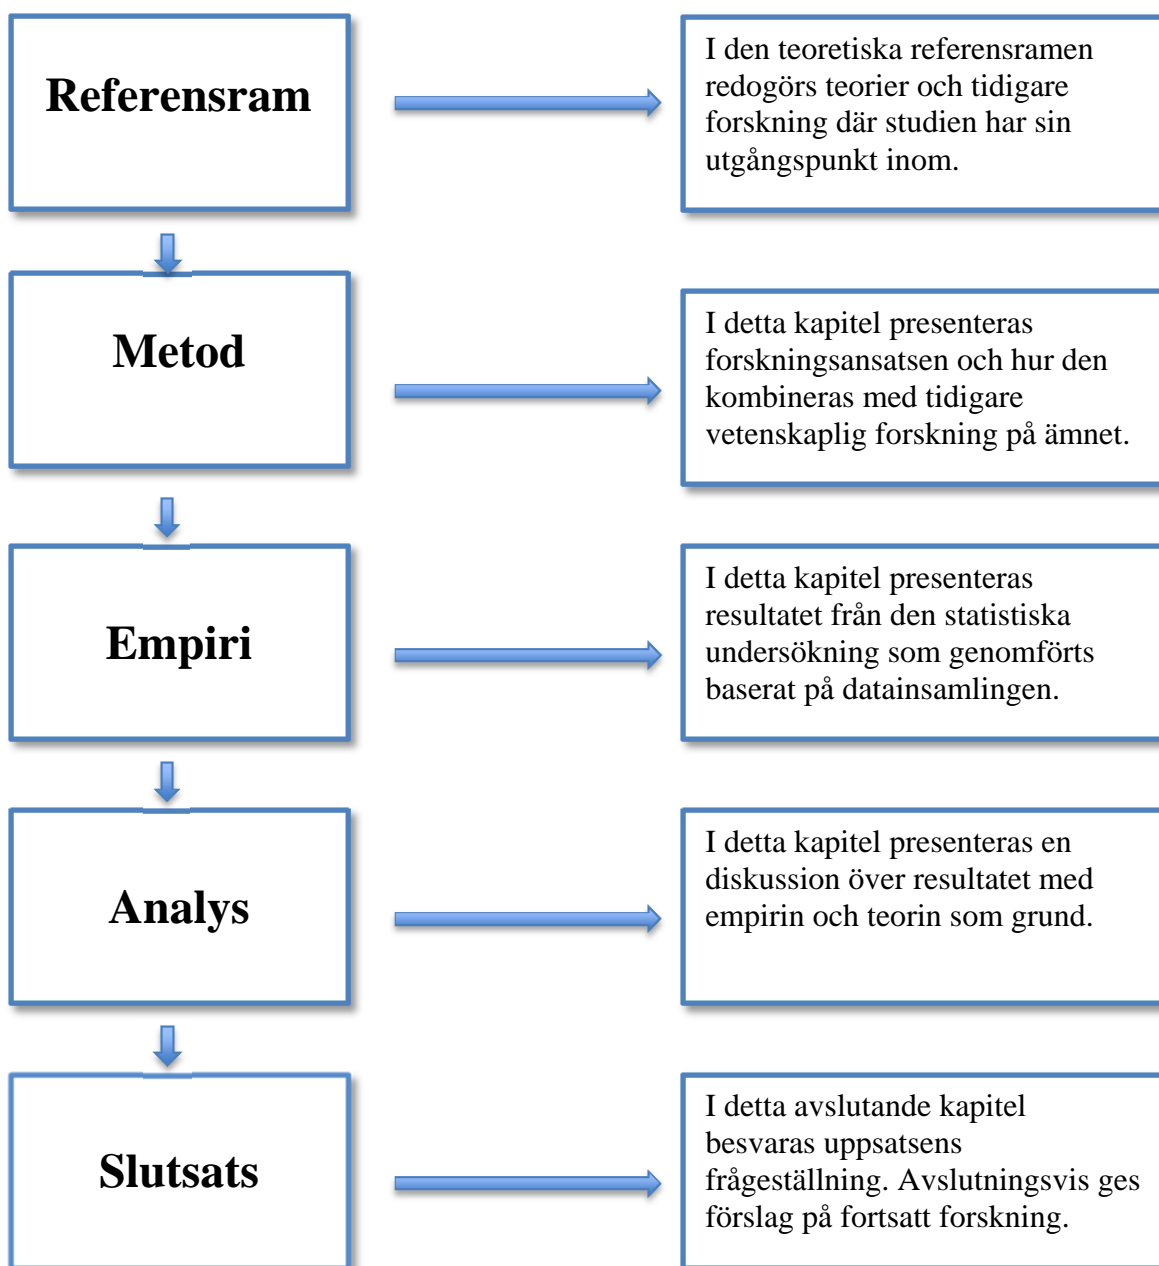 Referensram
I den teoretiska referensramen
redogörs teorier och tidigare
forskning där studien har sin
utgångspunkt inom.
Metod
I detta kapitel presenteras
forskningsansatsen och hur den
kombineras med tidigare
vetenskaplig forskning på ämnet.
Empiri
I detta kapitel presenteras
resultatet från den statistiska
undersökning som genomförts
baserat på datainsamlingen.
Analys
I detta kapitel presenteras en
diskussion över resultatet med
empirin och teorin som grund.
Slutsats
I detta avslutande kapitel
besvaras uppsatsens
frågeställning. Avslutningsvis ges
förslag på fortsatt forskning.